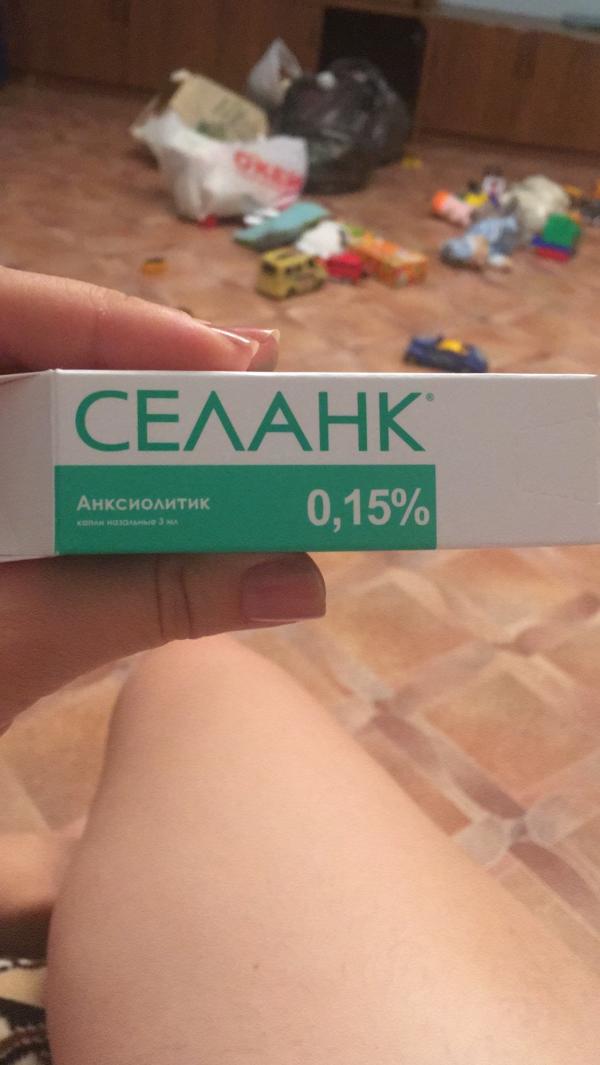 СЕЛАНК®
Анксиолитик
капли назальные 3 мл
0,15%